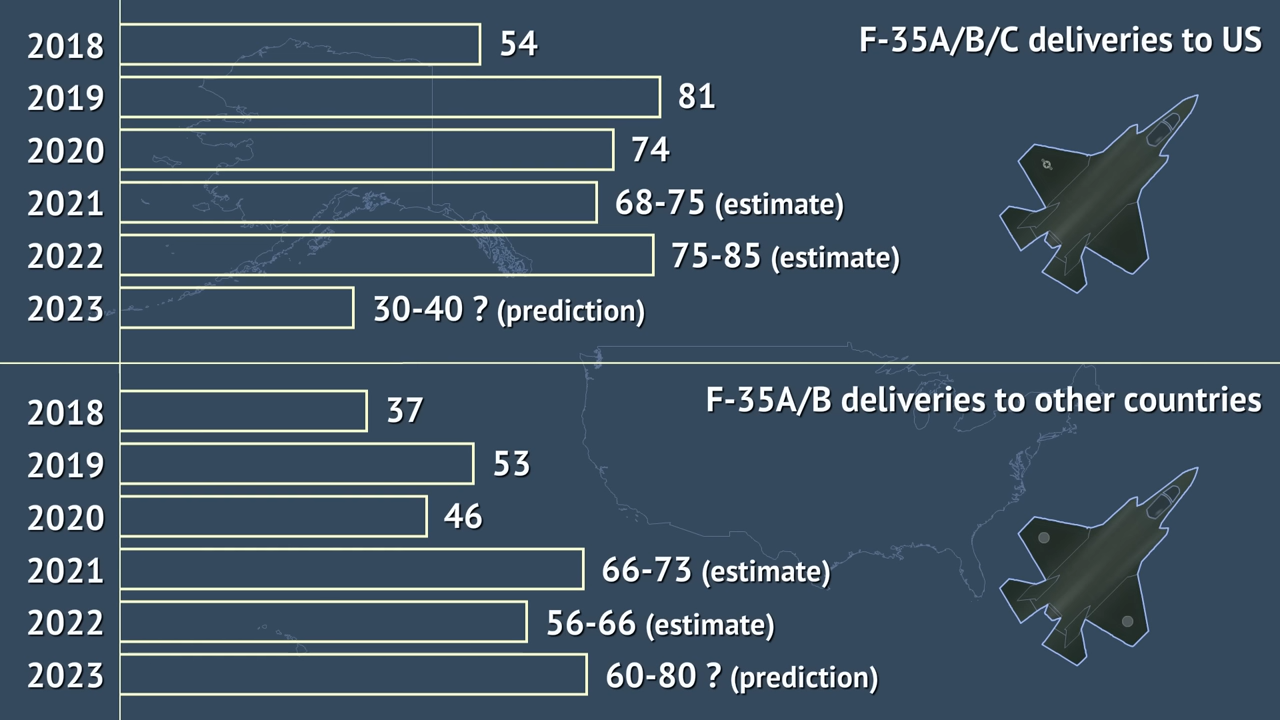 F-35A/B/C deliveries to US
2018 54
2019 81
2020 74
2021 68-75 (estimate)
2022 75-85 (estimate)
2023 30-40 ? (prediction)
F-35A/B deliveries to other countries
2018 37
2019 53
2020 46
2021 66-73 (estimate)
2022 56-66 (estimate)
2023 60-80 ? (prediction)